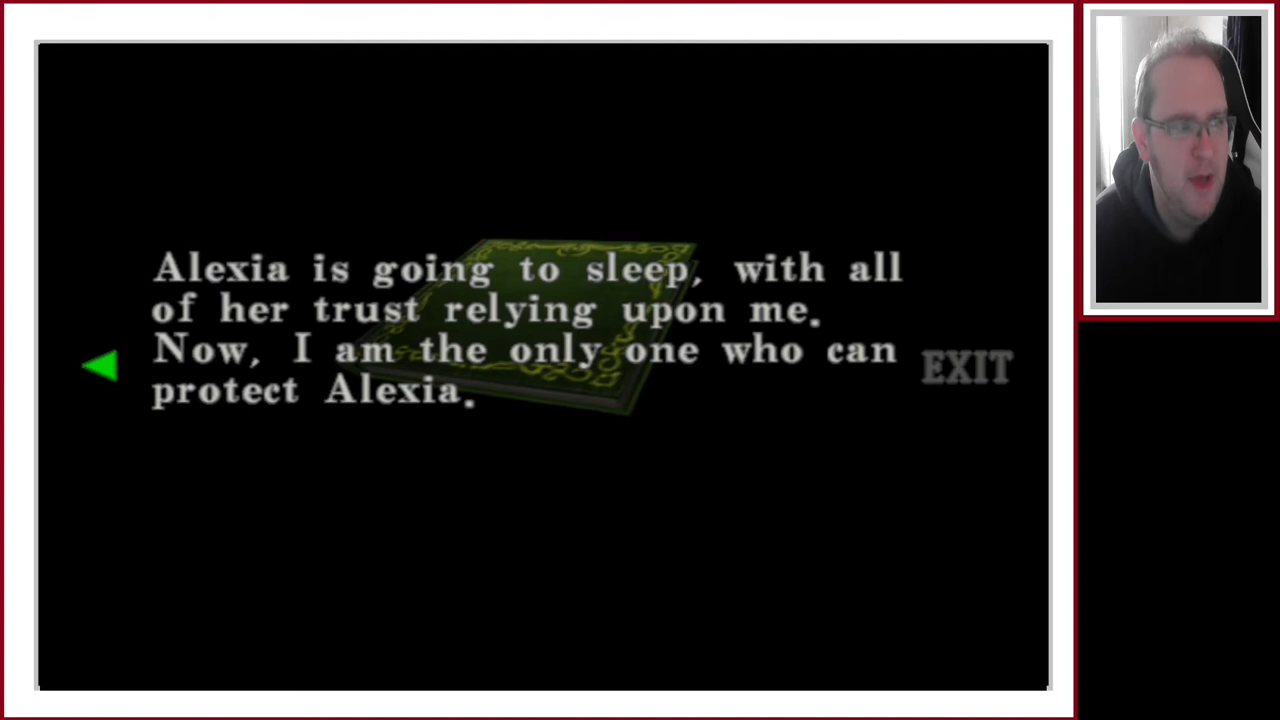 Alexia is going to sleep, with all
of her trust relying upon me.
Now, I am the only one who can
protect Alexia.
EXIT